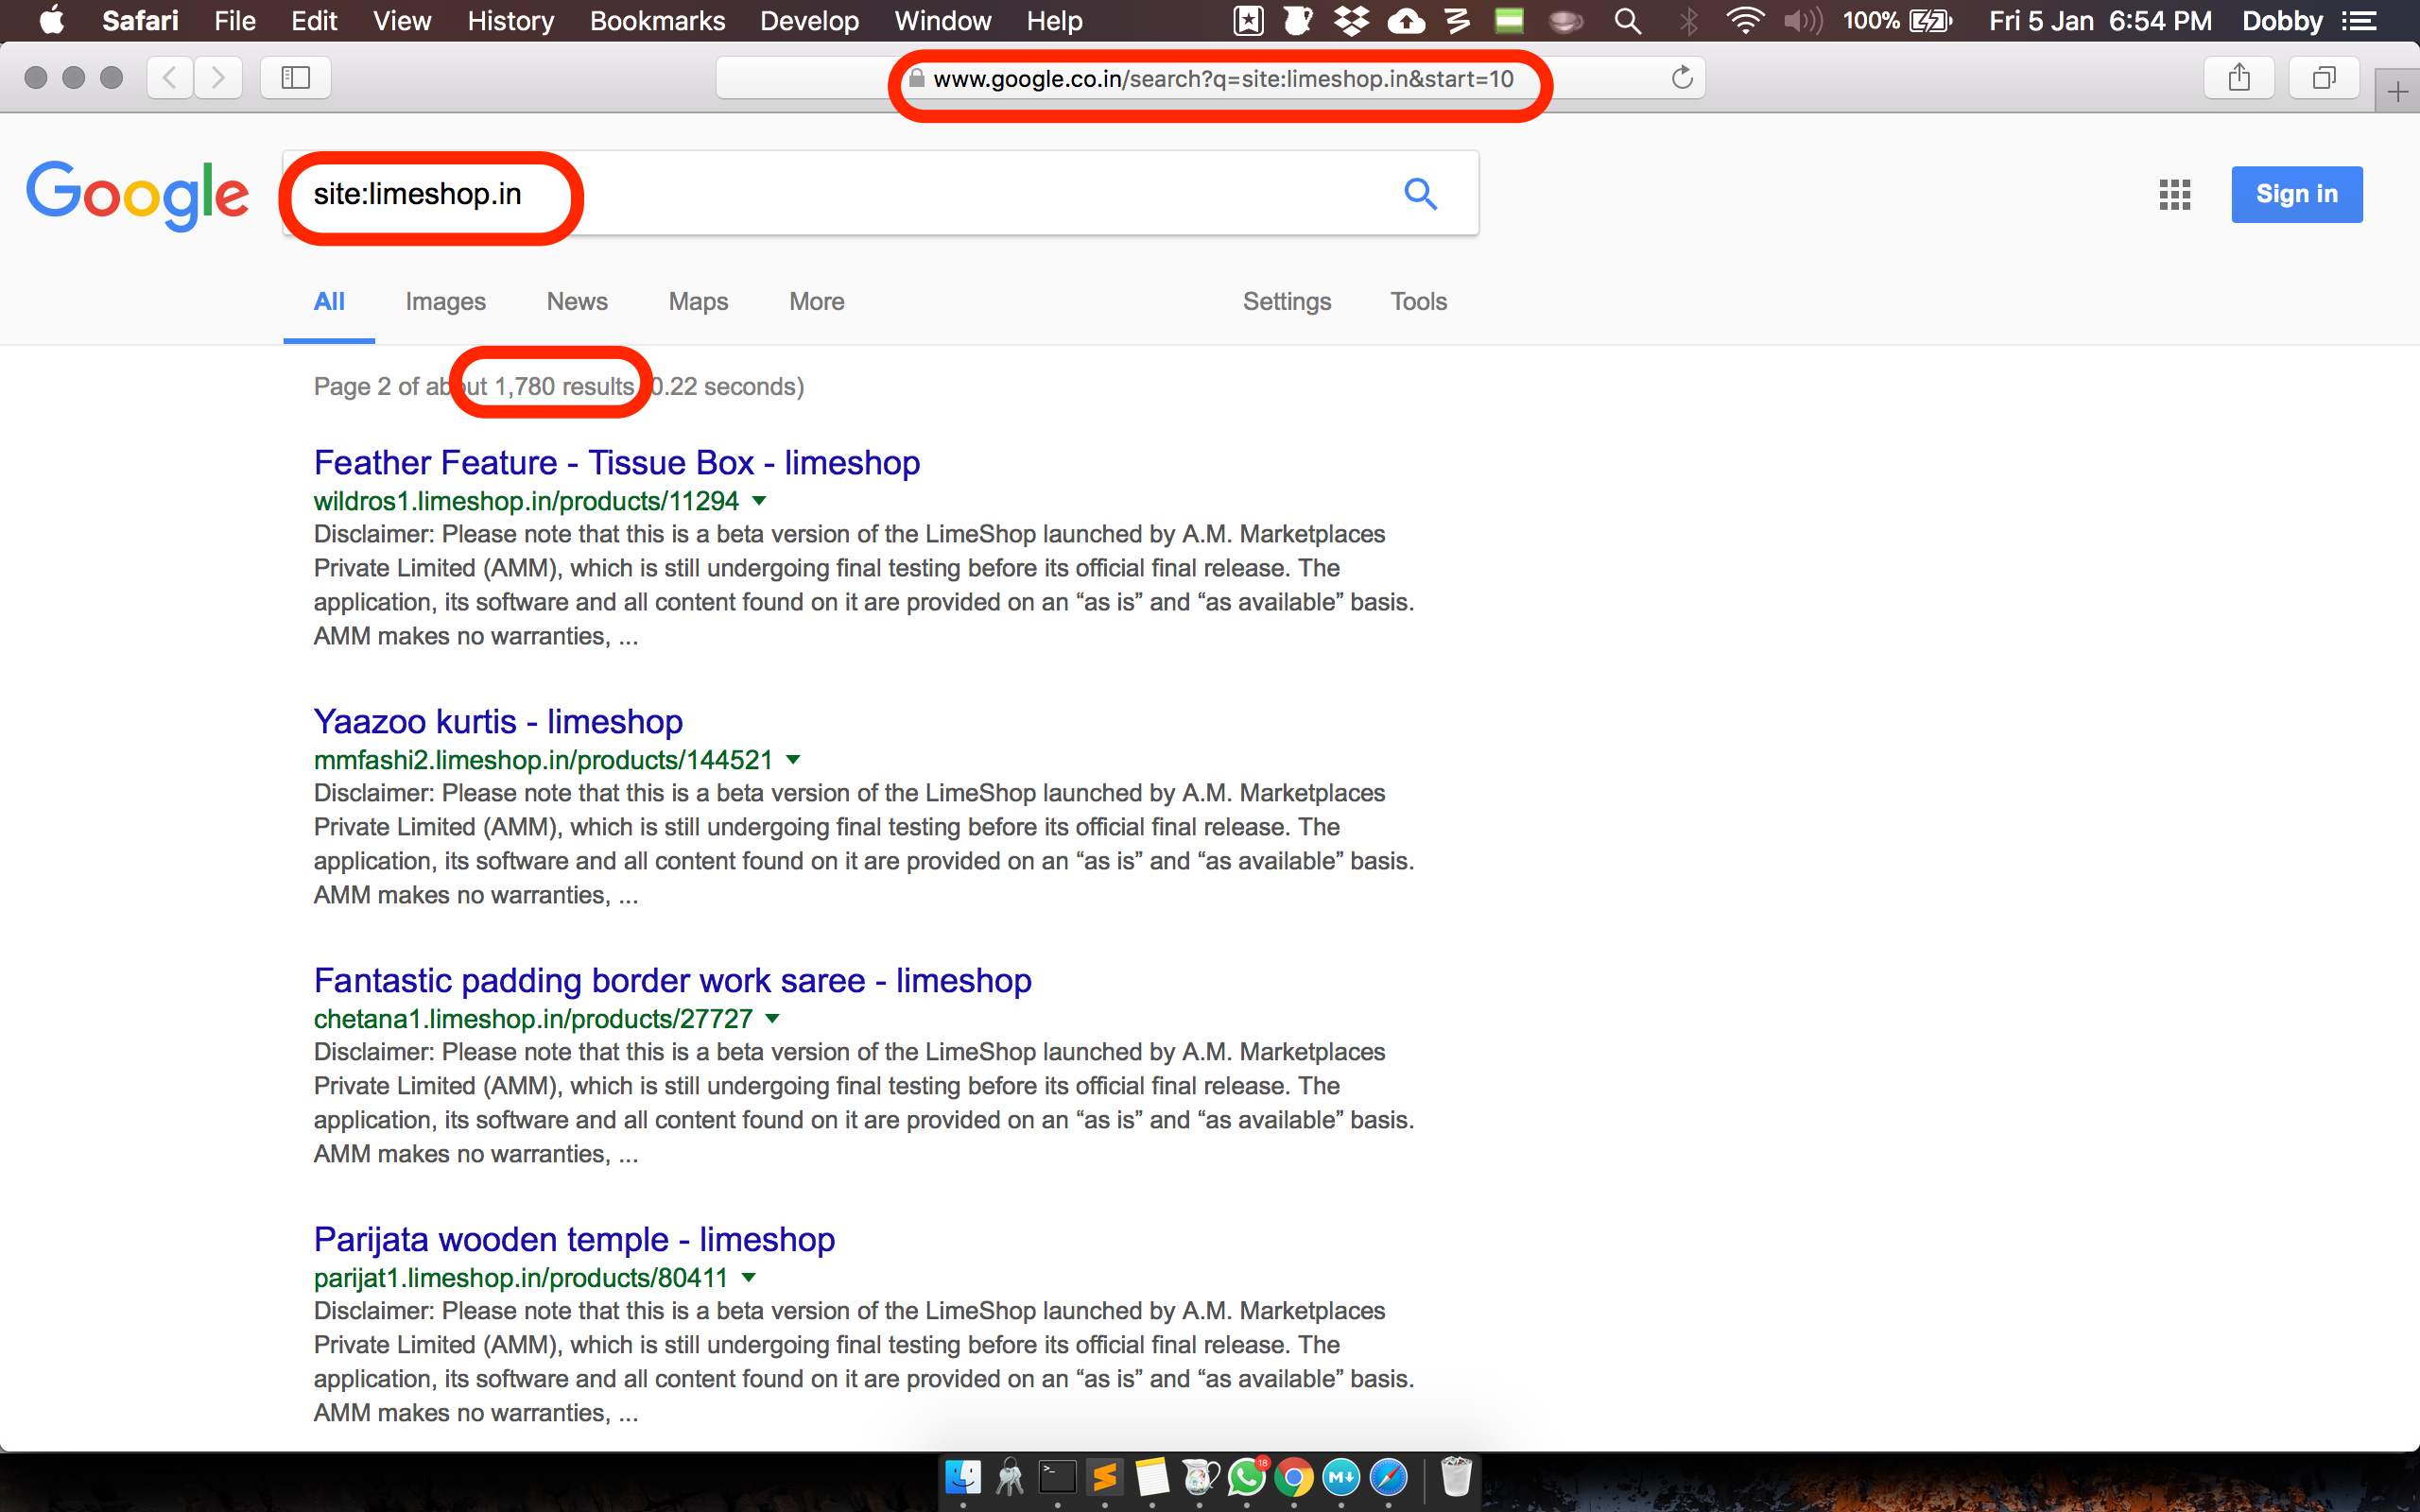 Safari File Edit View History Bookmarks Develop Window Help 100% Fri 5 Jan 6:54 PM Dobby
www.google.co.in/search?q=site:limeshop.in&start=10
Google site:limeshop.in Sign in
All Images News Maps More Settings Tools
Page 2 of about 1,780 results 0.22 seconds)
Feather Feature - Tissue Box - limeshop
wildros1.limeshop.in/products/11294
Disclaimer: Please note that this is a beta version of the LimeShop launched by A.M. Marketplaces
Private Limited (AMM), which is still undergoing final testing before its official final release. The
application, its software and all content found on it are provided on an “as is” and “as available” basis.
AMM makes no warranties, ...
Yaazoo kurtis - limeshop
mmfashi2.limeshop.in/products/144521
Disclaimer: Please note that this is a beta version of the LimeShop launched by A.M. Marketplaces
Private Limited (AMM), which is still undergoing final testing before its official final release. The
application, its software and all content found on it are provided on an “as is” and “as available” basis.
AMM makes no warranties, ...
Fantastic padding border work saree - limeshop
chetana1.limeshop.in/products/27727
Disclaimer: Please note that this is a beta version of the LimeShop launched by A.M. Marketplaces
Private Limited (AMM), which is still undergoing final testing before its official final release. The
application, its software and all content found on it are provided on an “as is” and “as available” basis.
AMM makes no warranties, ...
Parijata wooden temple - limeshop
parijat1.limeshop.in/products/80411
Disclaimer: Please note that this is a beta version of the LimeShop launched by A.M. Marketplaces
Private Limited (AMM), which is still undergoing final testing before its official final release. The
application, its software and all content found on it are provided on an “as is” and “as available” basis.
AMM makes no warranties, ...
18
M